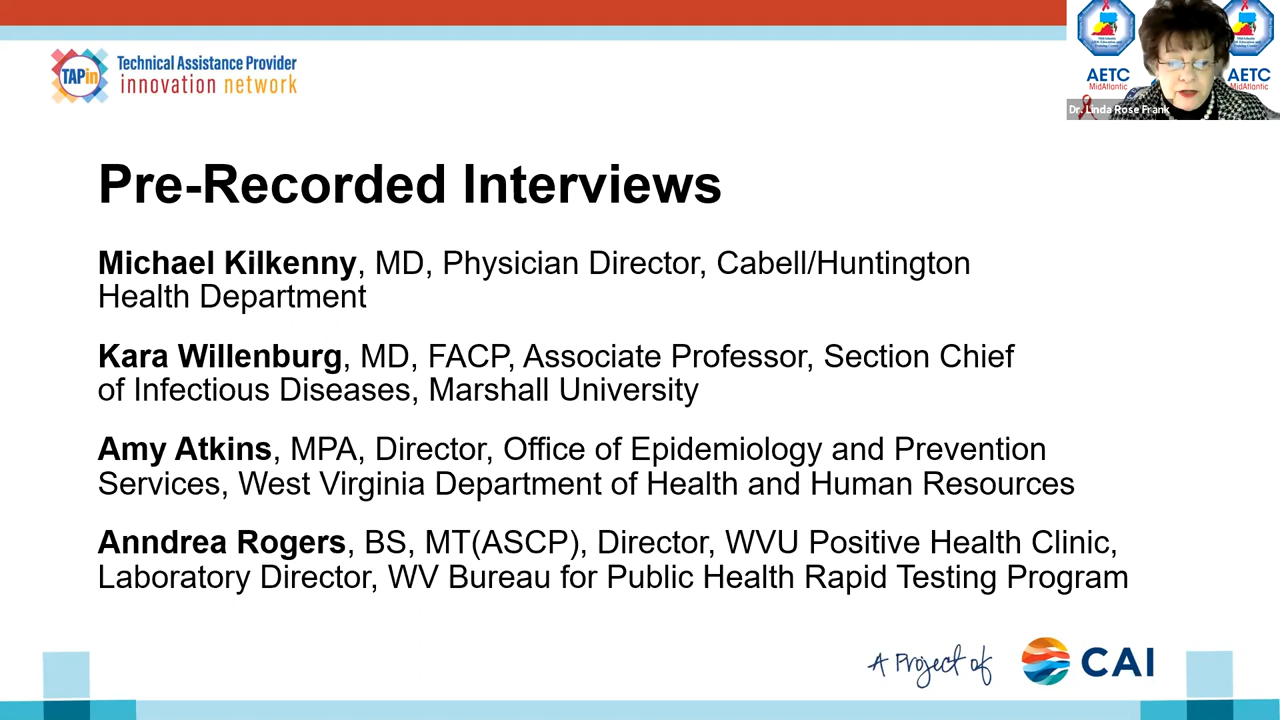 TAPin
Technical Assistance Provider
innovation network
AETC
MidAtlantic
AETC
MidAtlantic
Dr. Linda Rose Frank
Pre-Recorded Interviews
Michael Kilkenny, MD, Physician Director, Cabell/Huntington
Health Department
Kara Willenburg, MD, FACP, Associate Professor, Section Chief
of Infectious Diseases, Marshall University
Amy Atkins, MPA, Director, Office of Epidemiology and Prevention
Services, West Virginia Department of Health and Human Resources
Anndrea Rogers, BS, MT(ASCP), Director, WVU Positive Health Clinic,
Laboratory Director, WV Bureau for Public Health Rapid Testing Program
A Project of
CAI